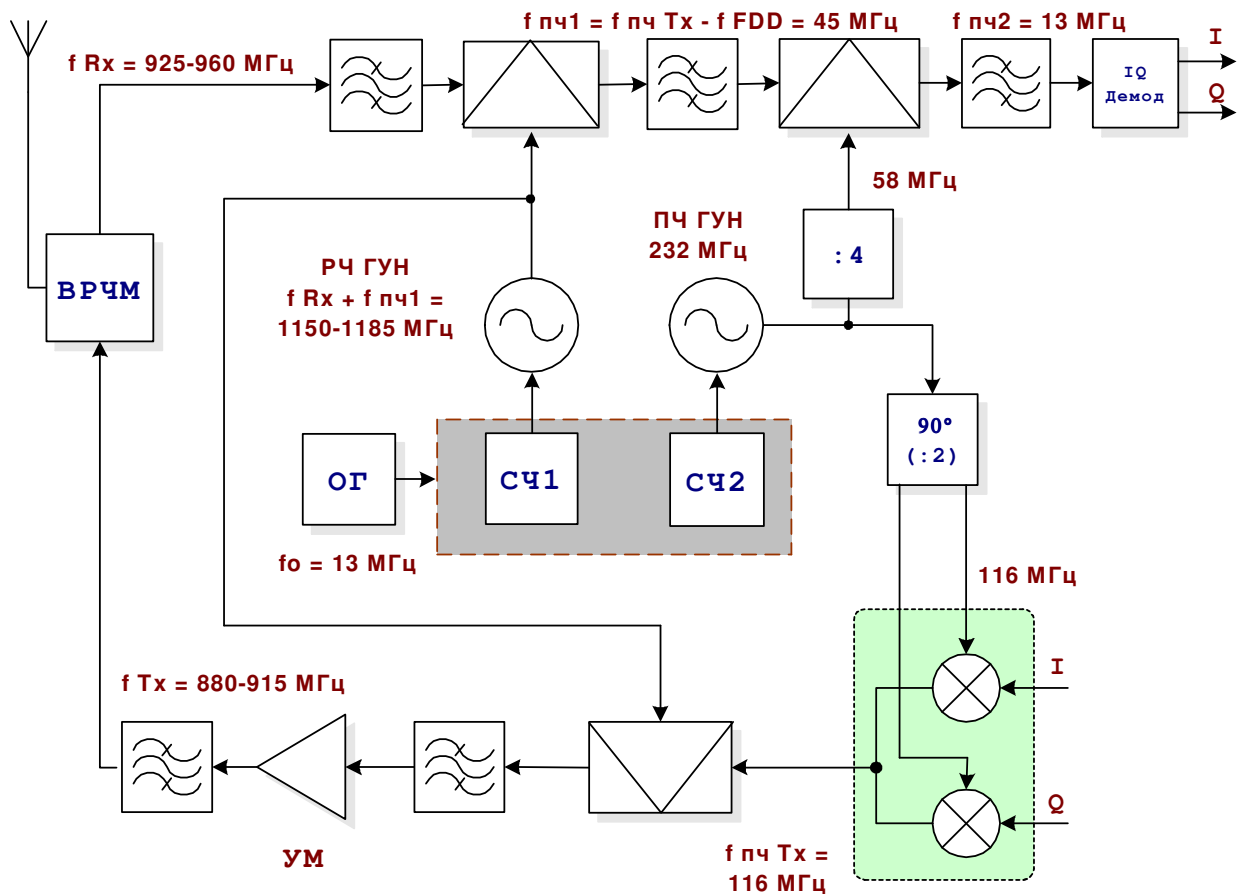 f пч1 = f пч Tx - f FDD = 45 МГц
f пч2 = 13 МГц
I
f Rx = 925-960 МГц
IQ
Демод
Q
58 МГц
ПЧ ГУН
232 МГц
:4
ВРЧМ
РЧ ГУН
f Rx + f пч1 =
1150-1185 МГц
90°
(:2)
ОГ
СЧ1
СЧ2
fo = 13 МГц
116 МГц
I
f Tx = 880-915 МГц
Q
УМ
f пч Tx =
116 МГц